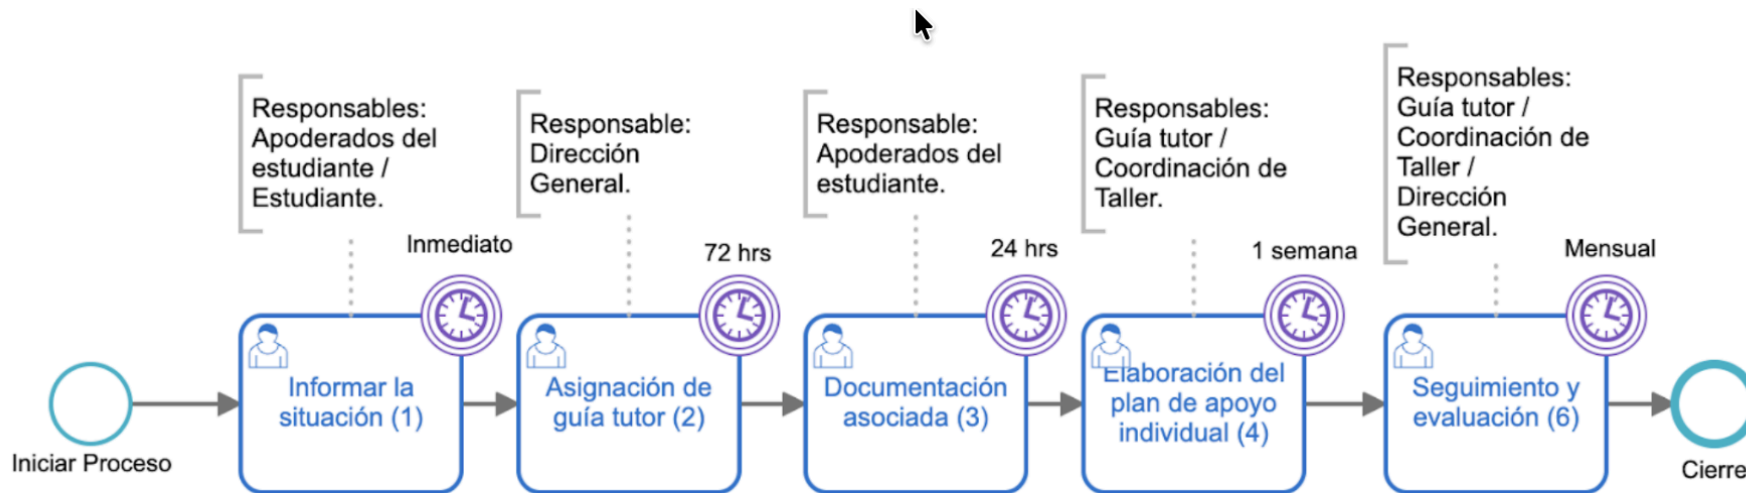 Responsables:
Apoderados del
estudiante /
Estudiante.
Responsable:
Dirección
General.
Responsable:
Apoderados del
estudiante.
Responsables:
Guía tutor /
Coordinación de
Taller.
Responsables:
Guía tutor /
Coordinación de
Taller /
Dirección
General.
Inmediato
72 hrs
24 hrs
1 semana
Mensual
Iniciar Proceso
Informar la
situación (1)
Asignación de
guía tutor (2)
Documentación
asociada (3)
Elaboración del
plan de apoyo
individual (4)
Seguimiento y
evaluación (6)
Cierre